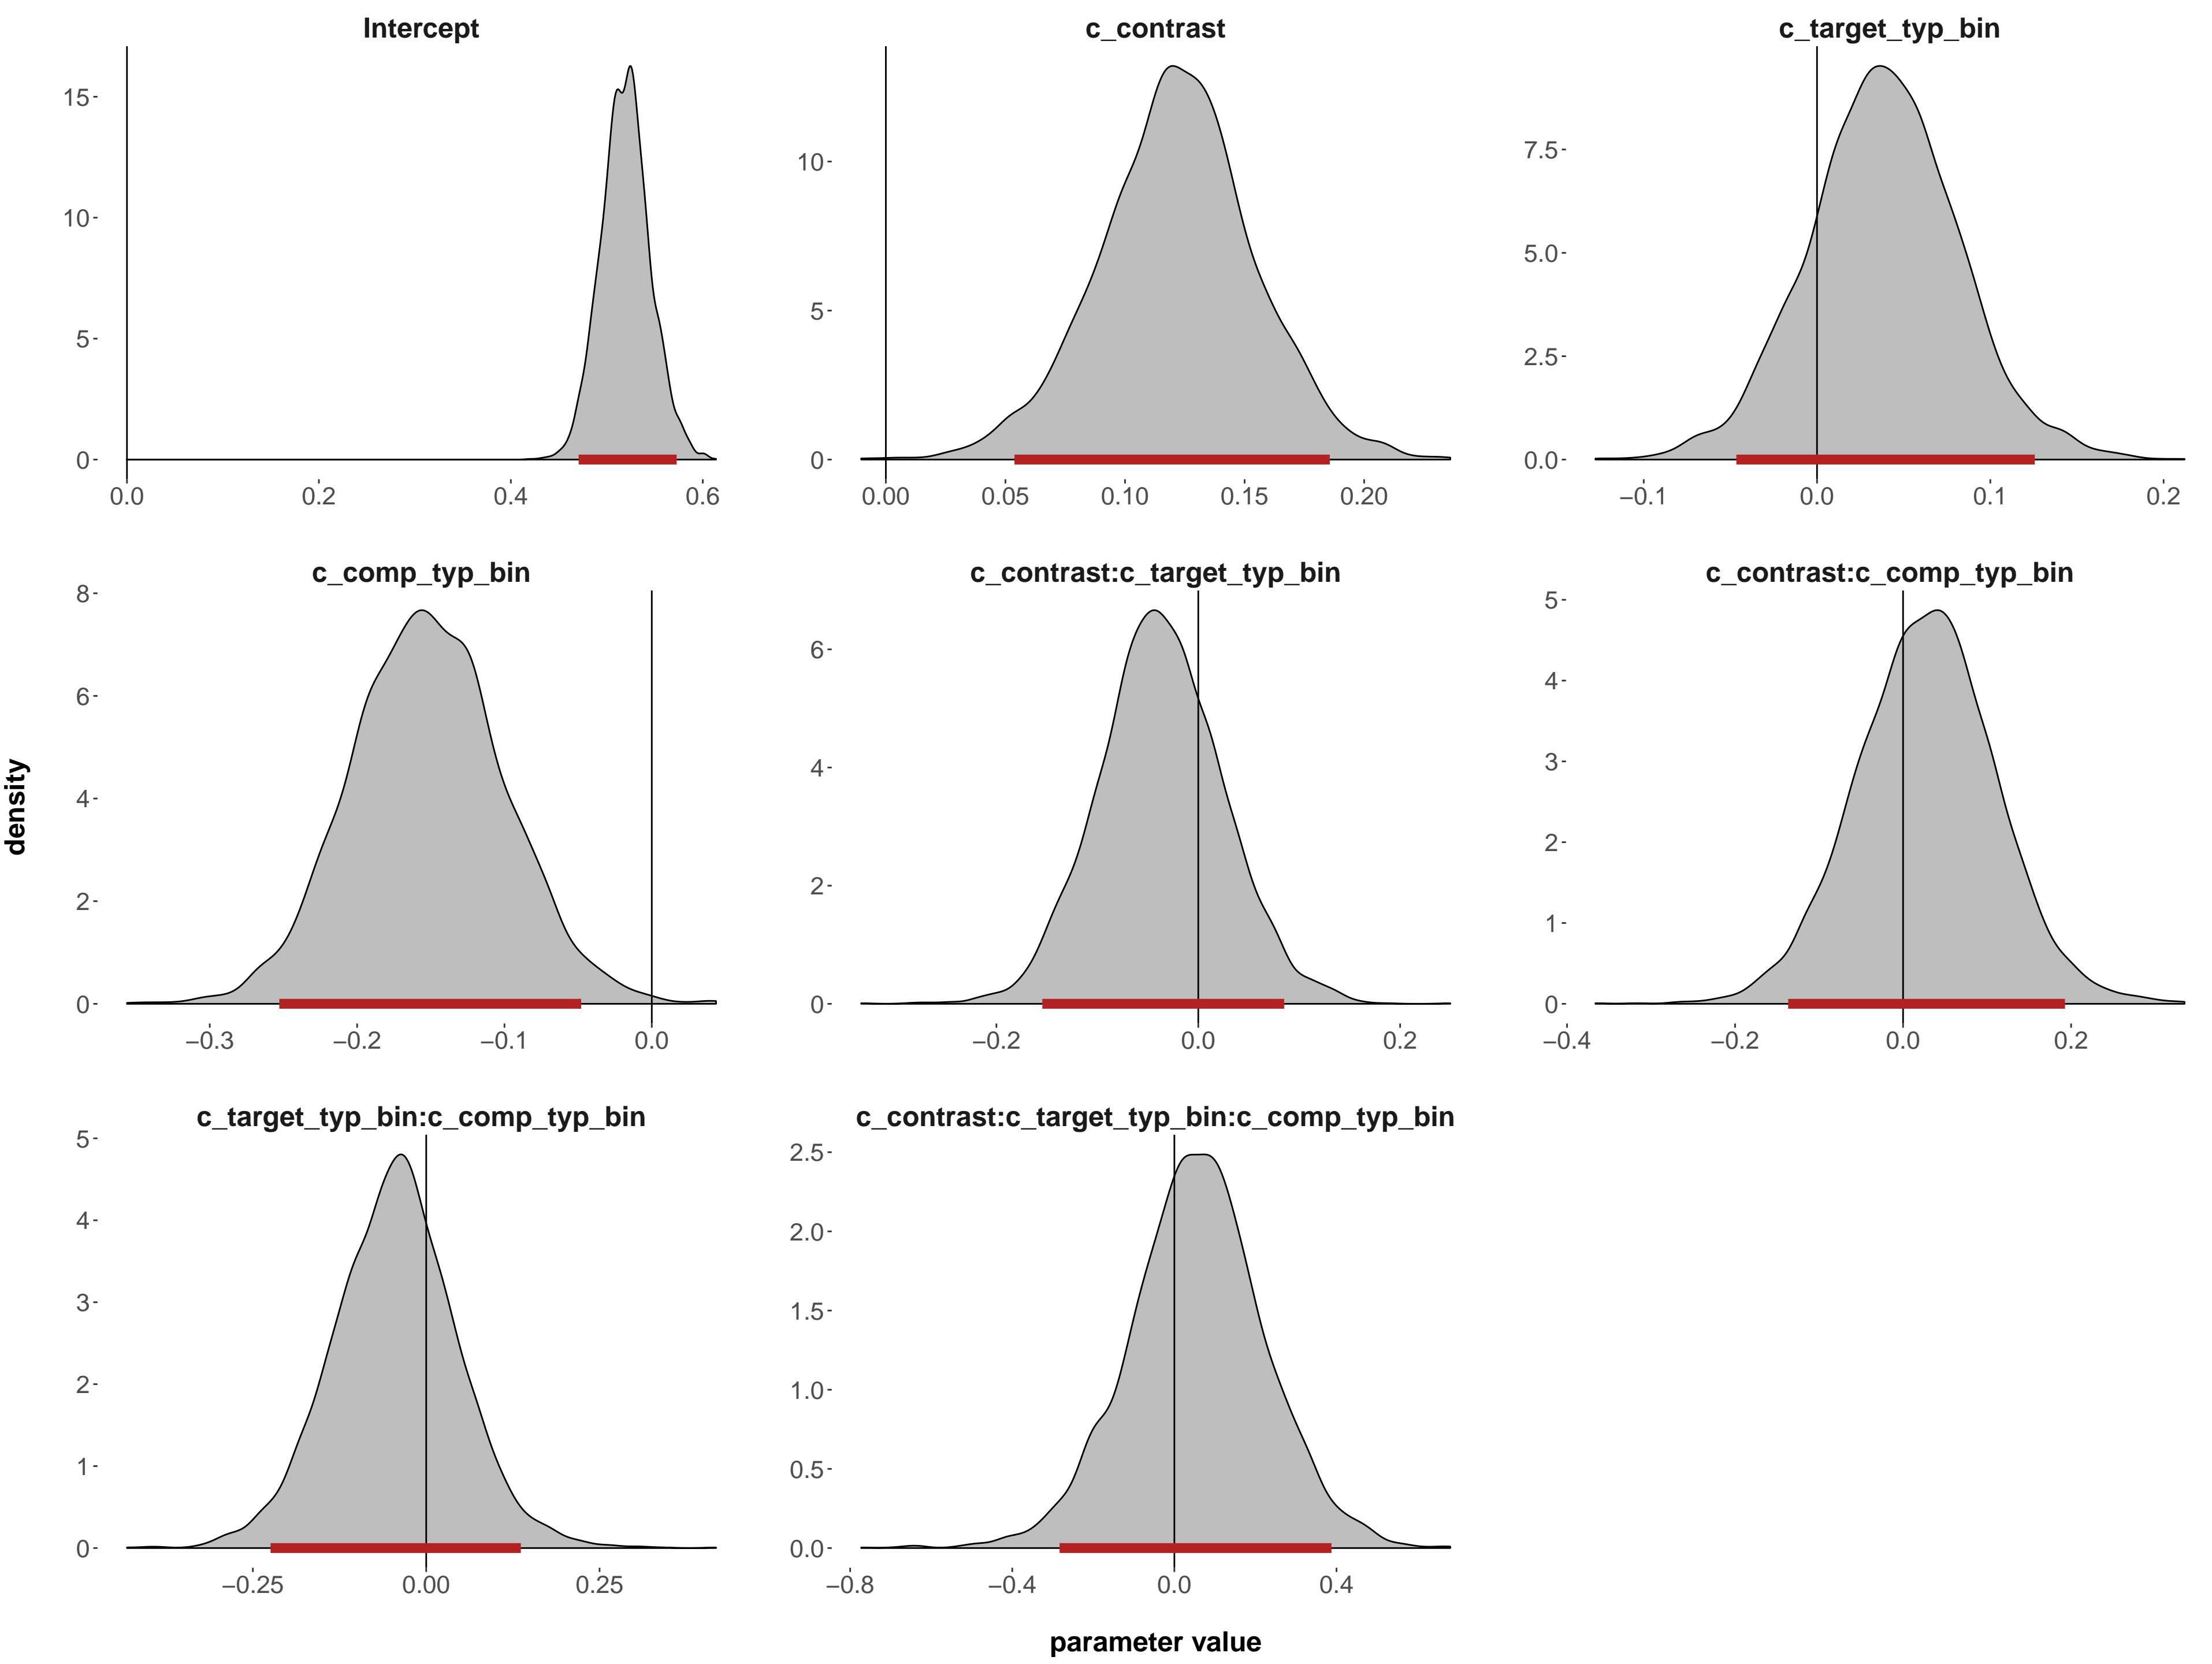 Intercept c_contrast c_target_typ_bin
15
10
5
0
0.0 0.2 0.4 0.6
10
5
0
0.00 0.05 0.10 0.15 0.20
7.5
5.0
2.5
0.0
−0.1 0.0 0.1 0.2
c_comp_typ_bin c_contrast:c_target_typ_bin c_contrast:c_comp_typ_bin
density
8
6
4
2
0
−0.3 −0.2 −0.1 0.0
6
4
2
0
−0.2 0.0 0.2
5
4
3
2
1
0
−0.4 −0.2 0.0 0.2
c_target_typ_bin:c_comp_typ_bin c_contrast:c_target_typ_bin:c_comp_typ_bin
5
4
3
2
1
0
−0.25 0.00 0.25
2.5
2.0
1.5
1.0
0.5
0.0
−0.8 −0.4 0.0 0.4
parameter value